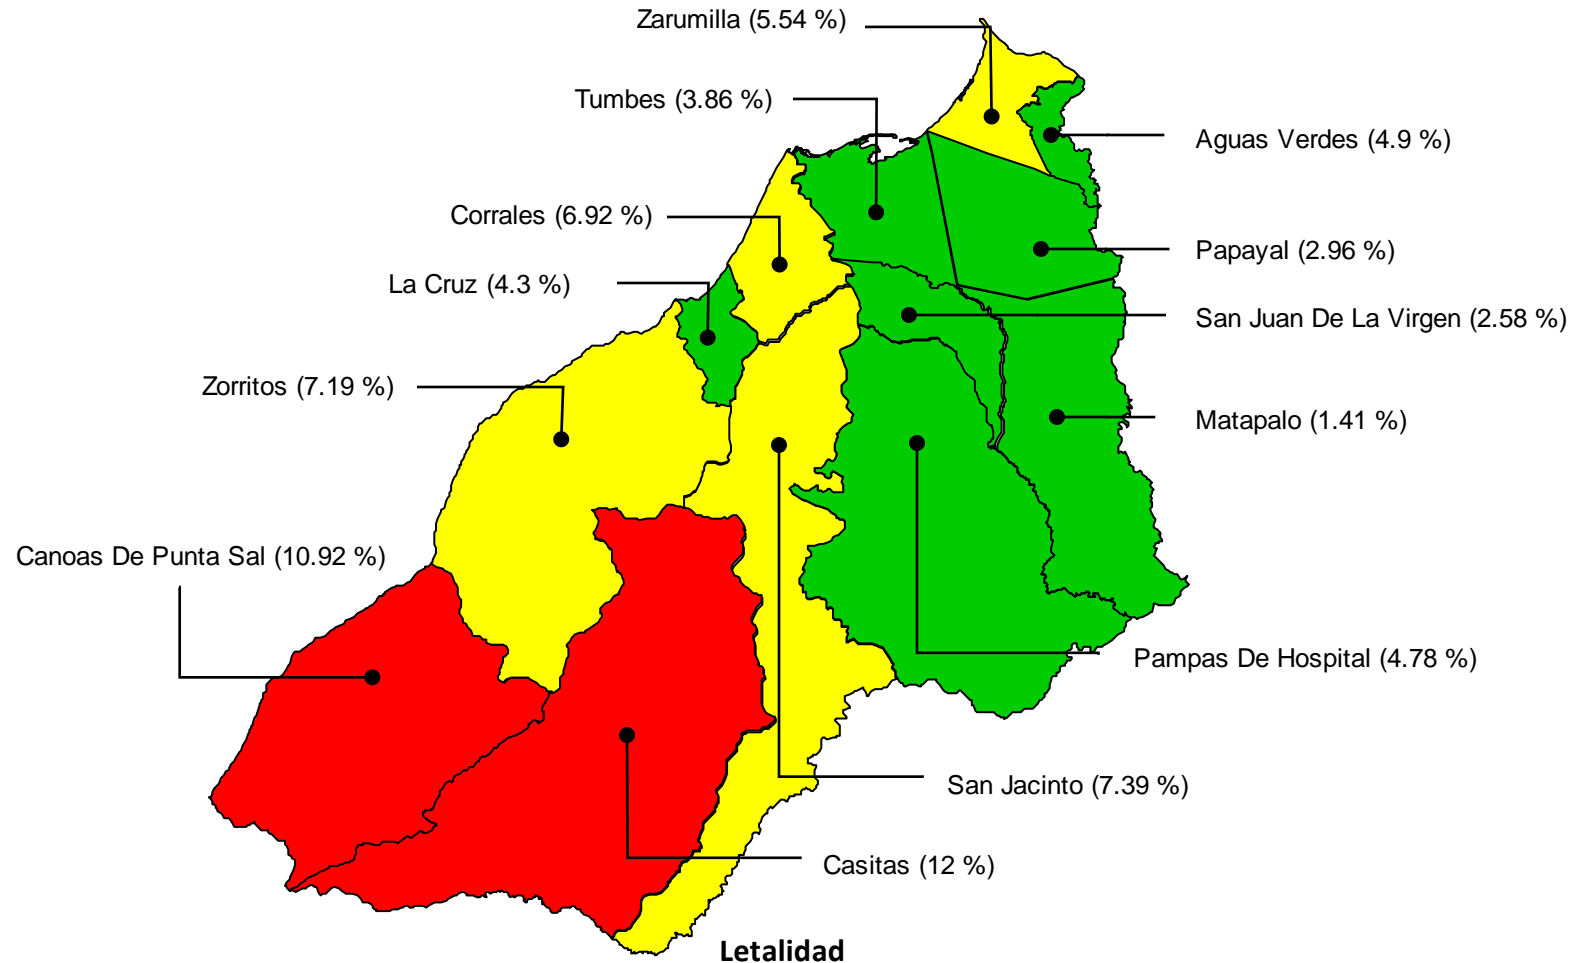 Zarumilla (5.54 %)
Tumbes (3.86 %)
Aguas Verdes (4.9 %)
Corrales (6.92 %)
Papayal (2.96 %)
La Cruz (4.3 %)
San Juan De La Virgen (2.58 %)
Zorritos (7.19 %)
Matapalo (1.41 %)
Canoas De Punta Sal (10.92 %)
Pampas De Hospital (4.78 %)
San Jacinto (7.39 %)
Casitas (12 %)
Letalidad